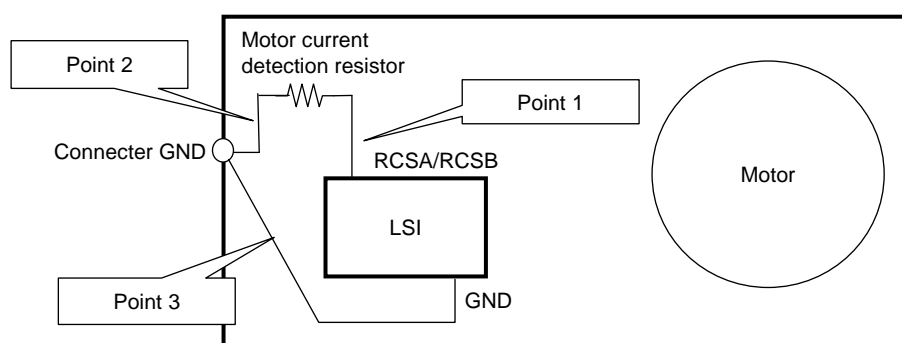 Motor current
detection resistor
Point 2
Point 1
Connecter GND
RCSA/RCSB
Motor
LSI
Point 3
GND